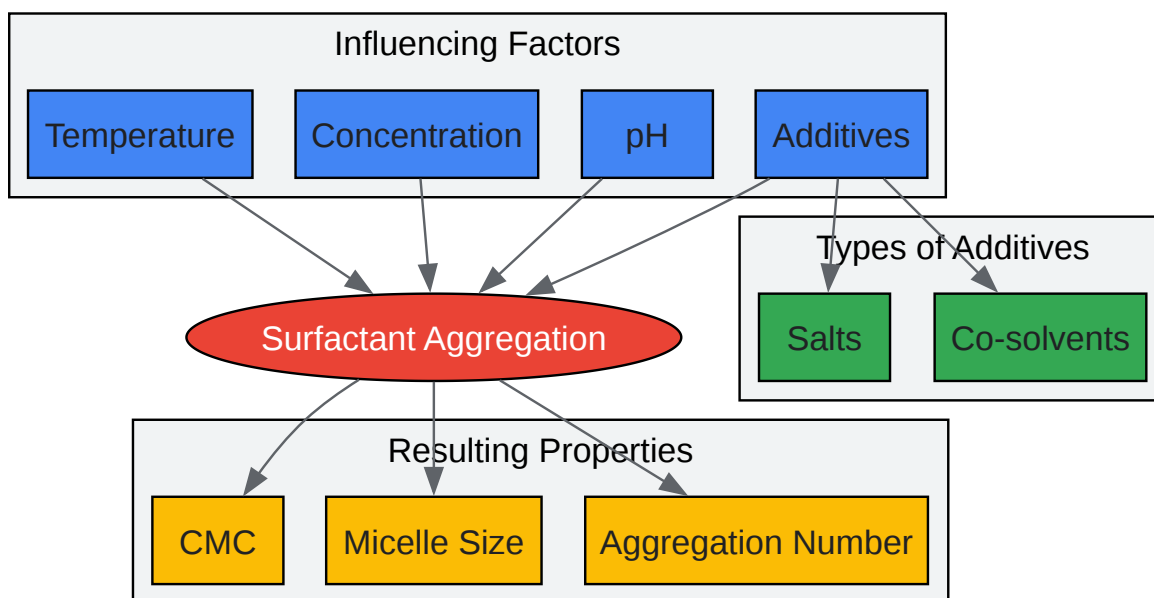 Influencing Factors
Temperature
Concentration
pH
Additives
Types of Additives
Salts
Co-solvents
Surfactant Aggregation
Resulting Properties
CMC
Micelle Size
Aggregation Number